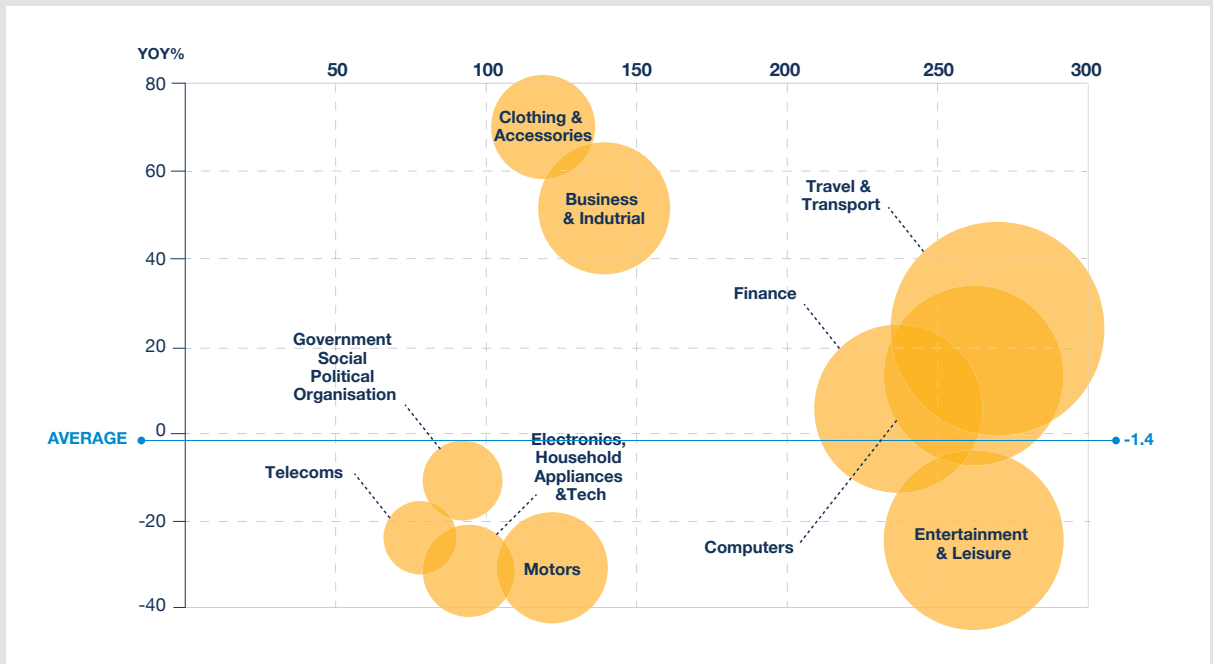 YOY%
50 100 150 200 250 300
80
60
40
20
0
-20
-40
Clothing &
Accessories
Business
& Indutrial
Travel &
Transport
Finance
Government
Social
Political
Organisation
AVERAGE
-1.4
Electronics,
Household
Appliances
&Tech
Telecoms
Motors
Computers
Entertainment
& Leisure